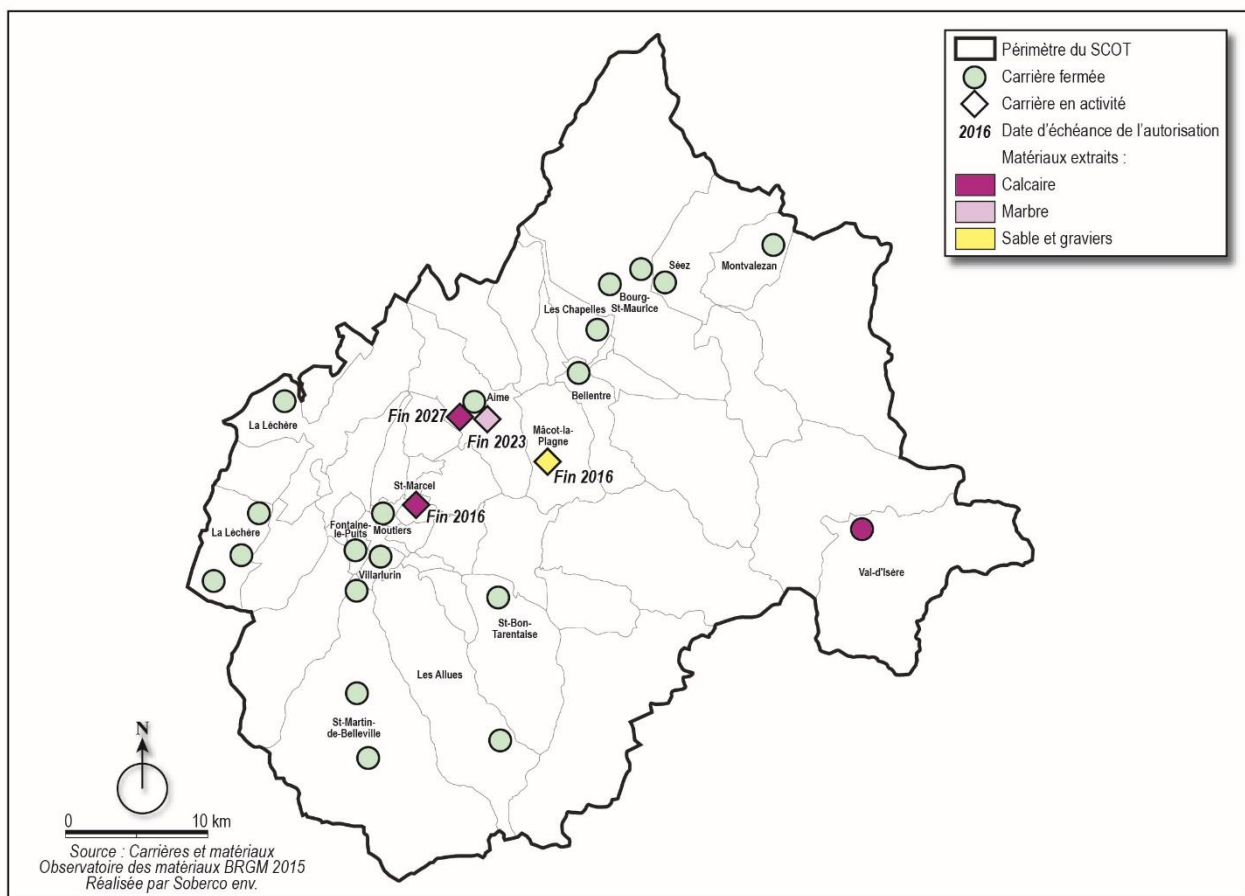 Périmètre du SCOT
Carrière fermée
Carrière en activité
2016 Date d'échéance de l'autorisation
Matériaux extraits :
Calcaire
Marbre
Sable et graviers
Montvalezan
Séez
Bourg-
St-Maurice
Les Chapelles
Bellentre
Aime
La Léchère
Fin 2027
Fin 2023
Mâcot-la-
Plagne
Fin 2016
St-Marcel
Fin 2016
La Léchère
Fontaine-
le-Puits
Moutiers
Villarlurin
Val-d'Isère
St-Bon-
Tarentaise
Les Allues
St-Martin-
de-Belleville
N
0 10 km
Source : Carrières et matériaux
Observatoire des matériaux BRGM 2015
Réalisée par Soberco env.